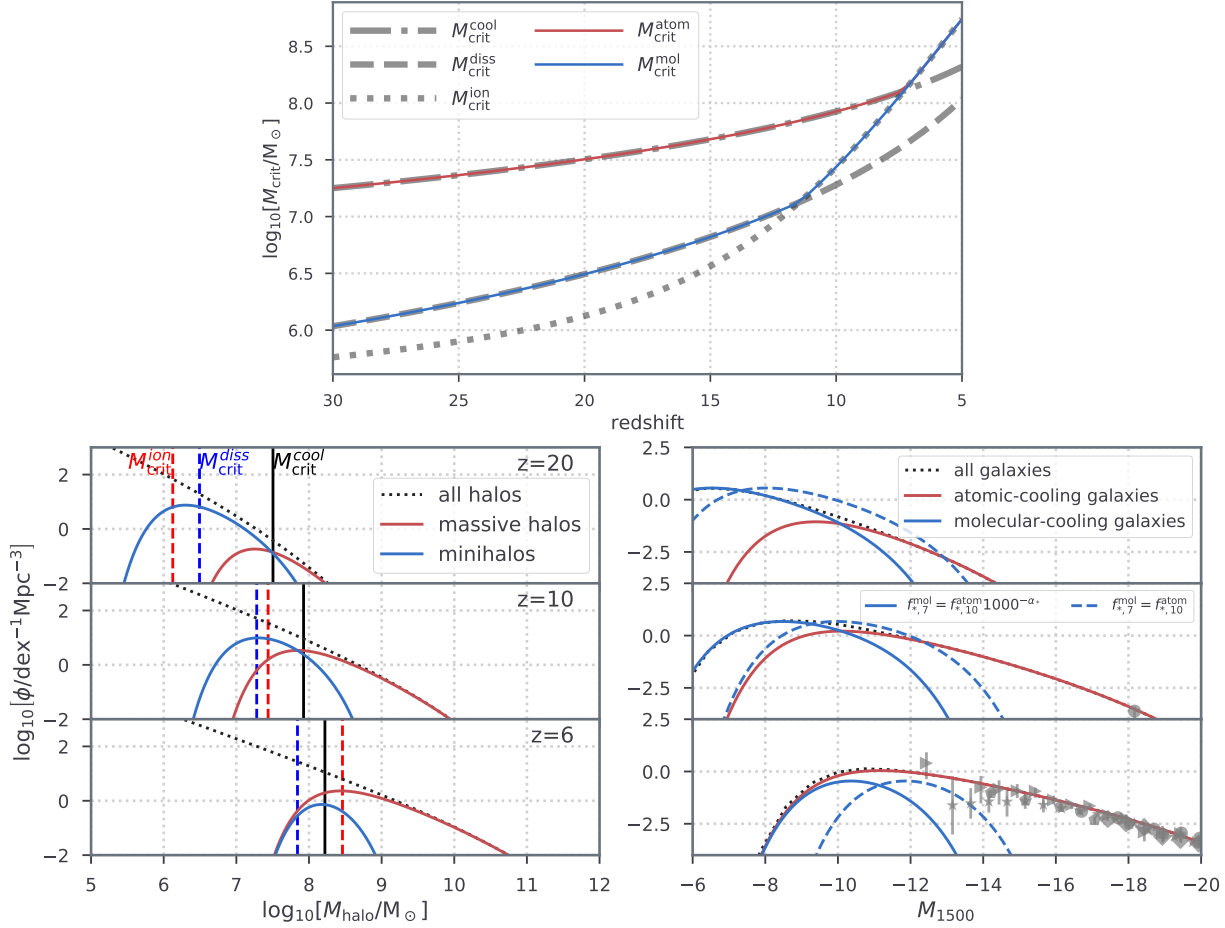 8.5
8.0
7.5
7.0
6.5
6.0
log₁₀[M_crit/M_⊙]
M_crit^cool
M_crit^diss
M_crit^ion
M_crit^atom
M_crit^mol
30 25 20 15 10 5
redshift
M_crit^ion M_crit^diss M_crit^cool z=20
all halos
massive halos
minihalos
2
0
−2
z=10
2
0
−2
z=6
2
0
−2
log₁₀[ϕ/dex⁻¹Mpc⁻³]
5 6 7 8 9 10 11 12
log₁₀[M_halo/M_⊙]
2.5
0.0
−2.5
all galaxies
atomic-cooling galaxies
molecular-cooling galaxies
2.5
0.0
−2.5
f_{*,7}^mol = f_{*,10}^atom 1000^{−α_*} f_{*,7}^mol = f_{*,10}^atom
2.5
0.0
−2.5
−6 −8 −10 −12 −14 −16 −18 −20
M₁₅₀₀